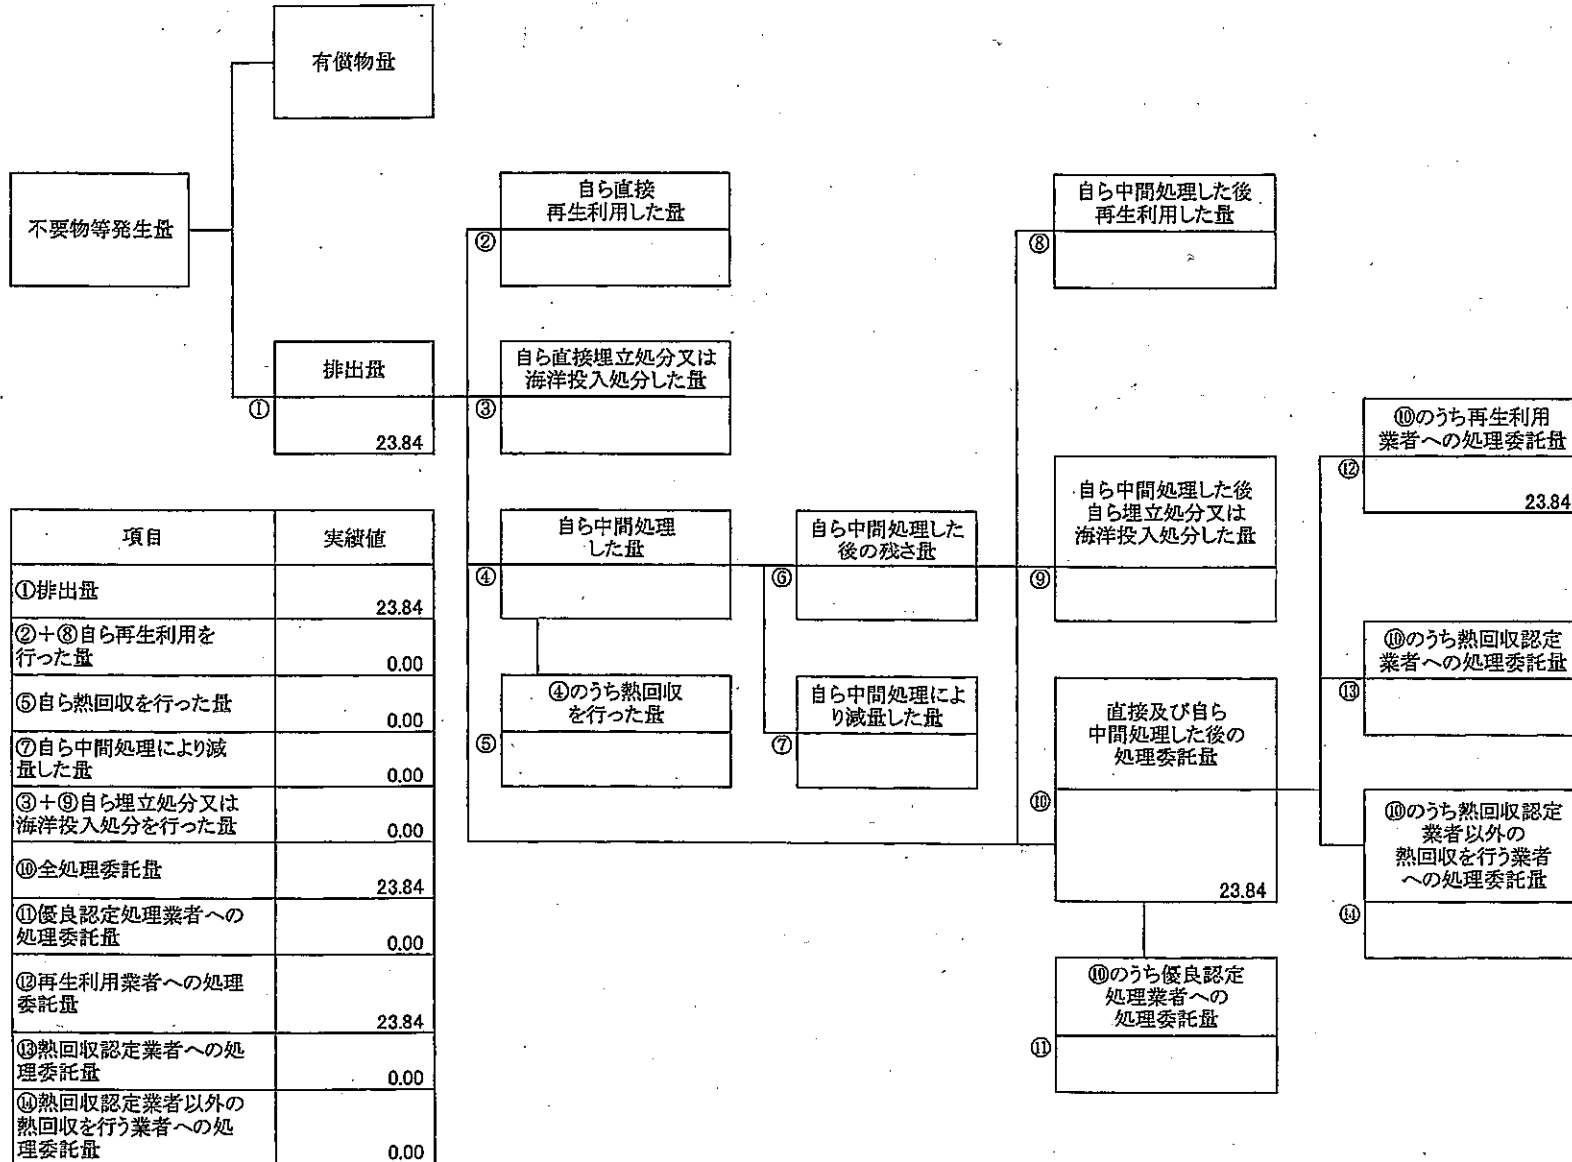 有償物量
不要物等発生量
排出量
①
23.84
自ら直接
再生利用した量
②
自ら直接埋立処分又は
海洋投入処分した量
③
自ら中間処理
した量
④
④のうち熱回収
を行った量
⑤
自ら中間処理した
後の残さ量
⑥
自ら中間処理によ
り減量した量
⑦
自ら中間処理した後
再生利用した量
⑧
自ら中間処理した後
自ら埋立処分又は
海洋投入処分した量
⑨
直接及び自ら
中間処理した後の
処理委託量
⑩
23.84
⑩のうち優良認定
処理業者への
処理委託量
⑪
⑩のうち再生利用
業者への処理委託量
⑫
23.84
⑩のうち熱回収認定
業者への処理委託量
⑬
⑩のうち熱回収認定
業者以外の
熱回収を行う業者
への処理委託量
⑭
項目 実績値
①排出量
23.84
②+⑧自ら再生利用を
行った量 0.00
⑤自ら熱回収を行った量
0.00
⑦自ら中間処理により減
量した量 0.00
③+⑨自ら埋立処分又は
海洋投入処分を行った量 0.00
⑩全処理委託量
23.84
⑪優良認定処理業者への
処理委託量 0.00
⑫再生利用業者への処理
委託量
23.84
⑬熱回収認定業者への処
理委託量 0.00
⑭熱回収認定業者以外の
熱回収を行う業者への処
理委託量 0.00